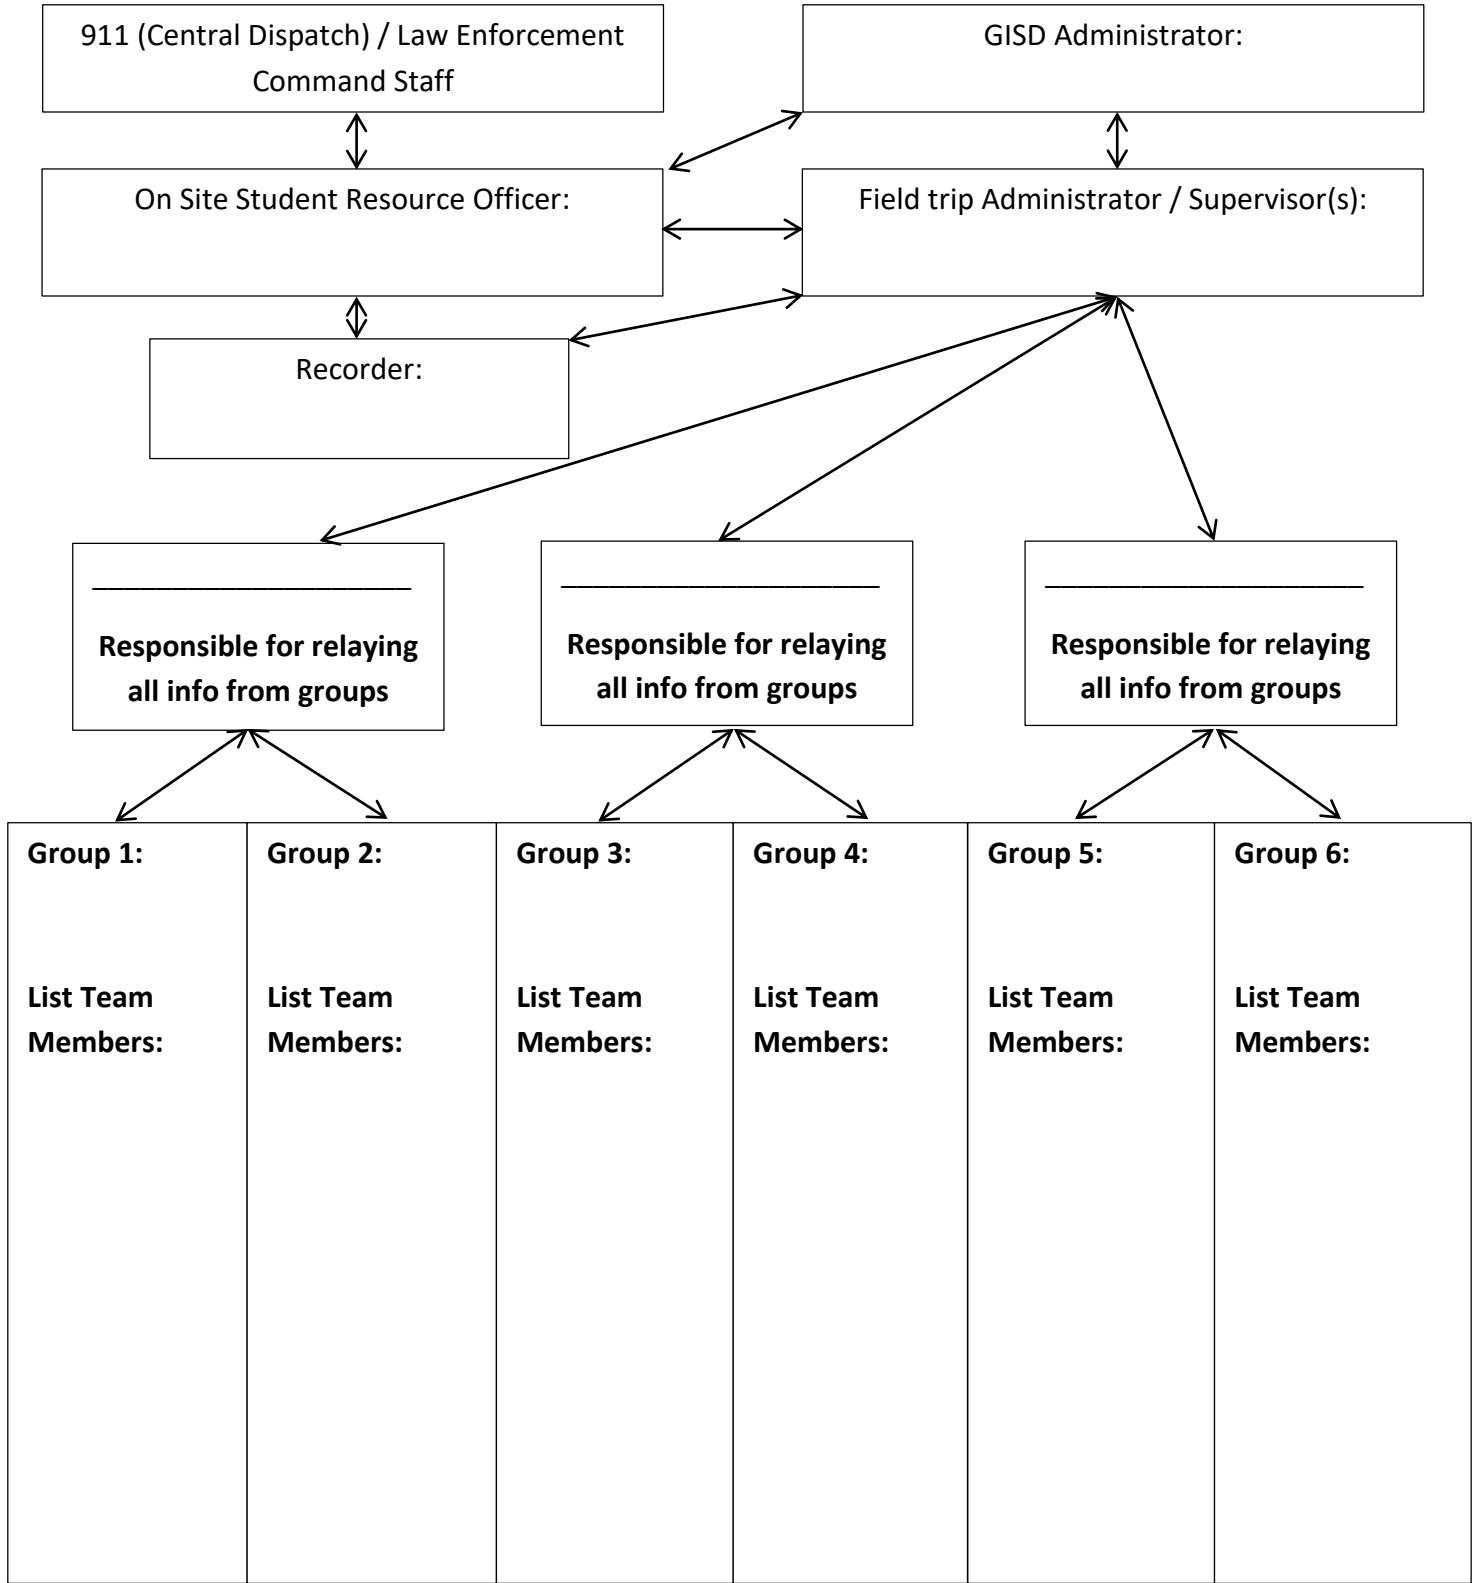 911 (Central Dispatch) / Law Enforcement
Command Staff
GISD Administrator:
On Site Student Resource Officer:
Field trip Administrator / Supervisor(s):
Recorder:
____________________
Responsible for relaying
all info from groups
____________________
Responsible for relaying
all info from groups
____________________
Responsible for relaying
all info from groups
Group 1:
List Team
Members:
Group 2:
List Team
Members:
Group 3:
List Team
Members:
Group 4:
List Team
Members:
Group 5:
List Team
Members:
Group 6:
List Team
Members: